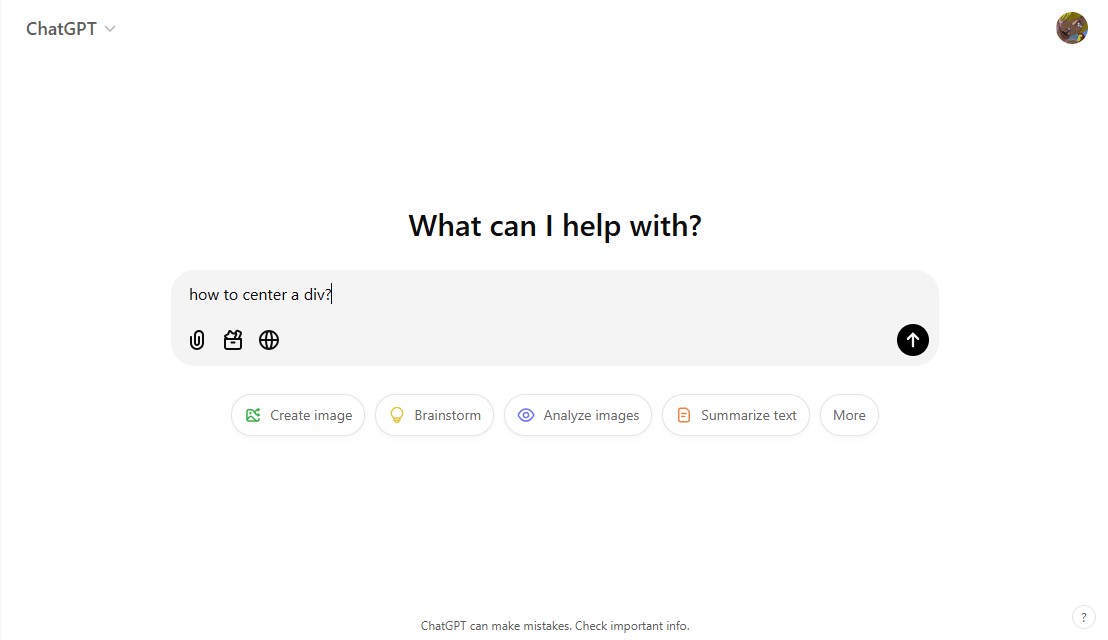 ChatGPT
What can I help with?
how to center a div?
Create image Brainstorm Analyze images Summarize text More
ChatGPT can make mistakes. Check important info.
?